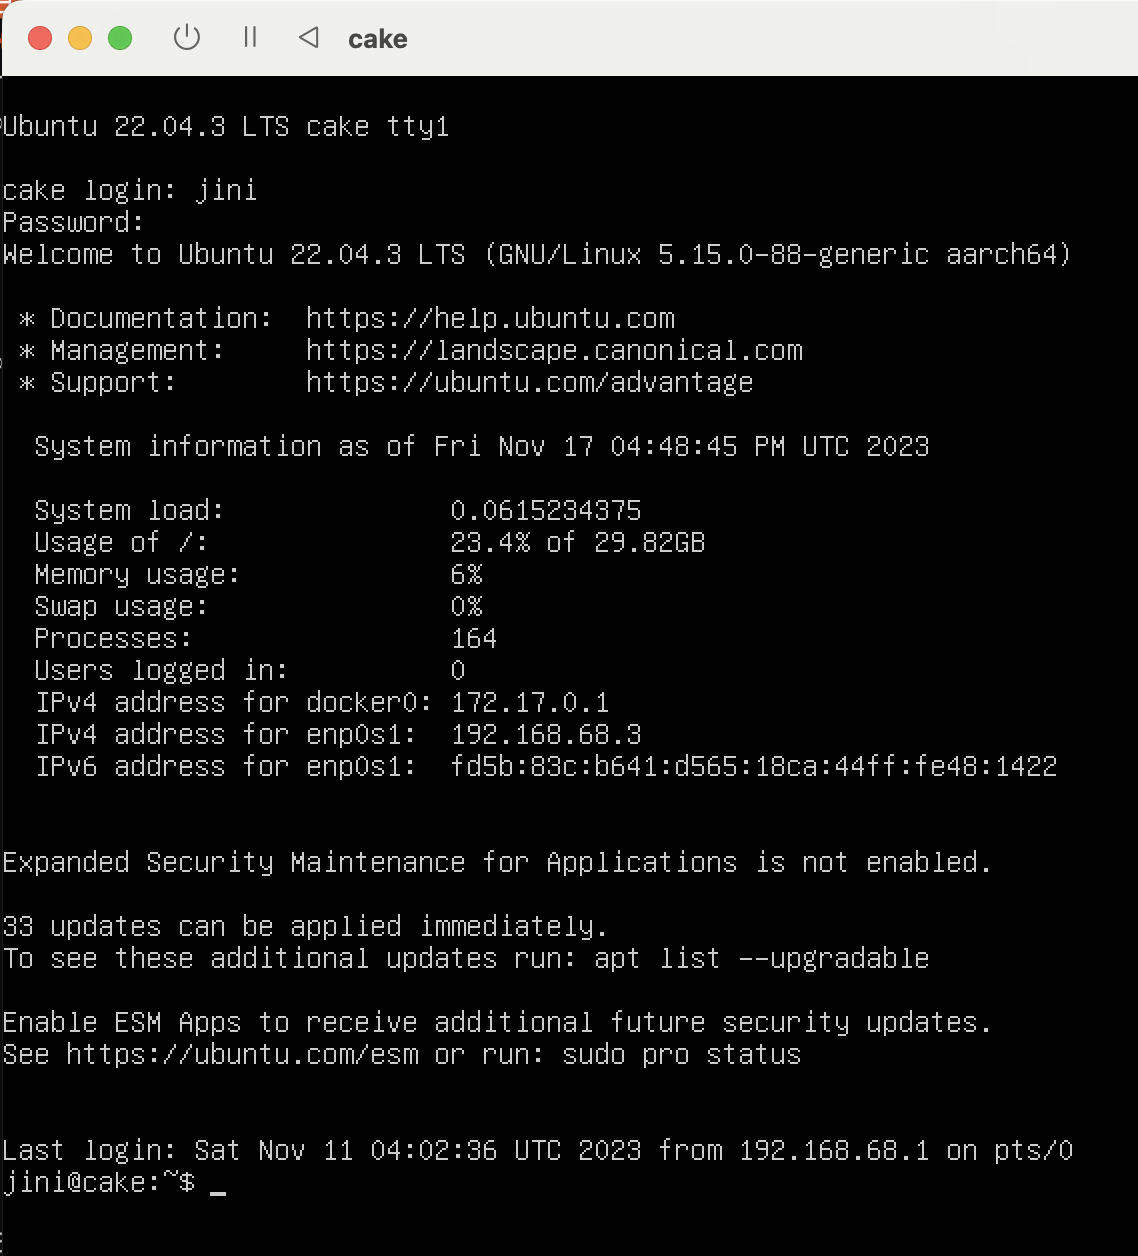 cake
Ubuntu 22.04.3 LTS cake tty1
cake login: jini
Password:
Welcome to Ubuntu 22.04.3 LTS (GNU/Linux 5.15.0-88-generic aarch64)
* Documentation: https://help.ubuntu.com
* Management: https://landscape.canonical.com
* Support: https://ubuntu.com/advantage
System information as of Fri Nov 17 04:48:45 PM UTC 2023
System load: 0.0615234375
Usage of /: 23.4% of 29.82GB
Memory usage: 6%
Swap usage: 0%
Processes: 164
Users logged in: 0
IPv4 address for docker0: 172.17.0.1
IPv4 address for enp0s1: 192.168.68.3
IPv6 address for enp0s1: fd5b:83c:b641:d565:18ca:44ff:fe48:1422
Expanded Security Maintenance for Applications is not enabled.
33 updates can be applied immediately.
To see these additional updates run: apt list --upgradable
Enable ESM Apps to receive additional future security updates.
See https://ubuntu.com/esm or run: sudo pro status
Last login: Sat Nov 11 04:02:36 UTC 2023 from 192.168.68.1 on pts/0
jini@cake:~$ _